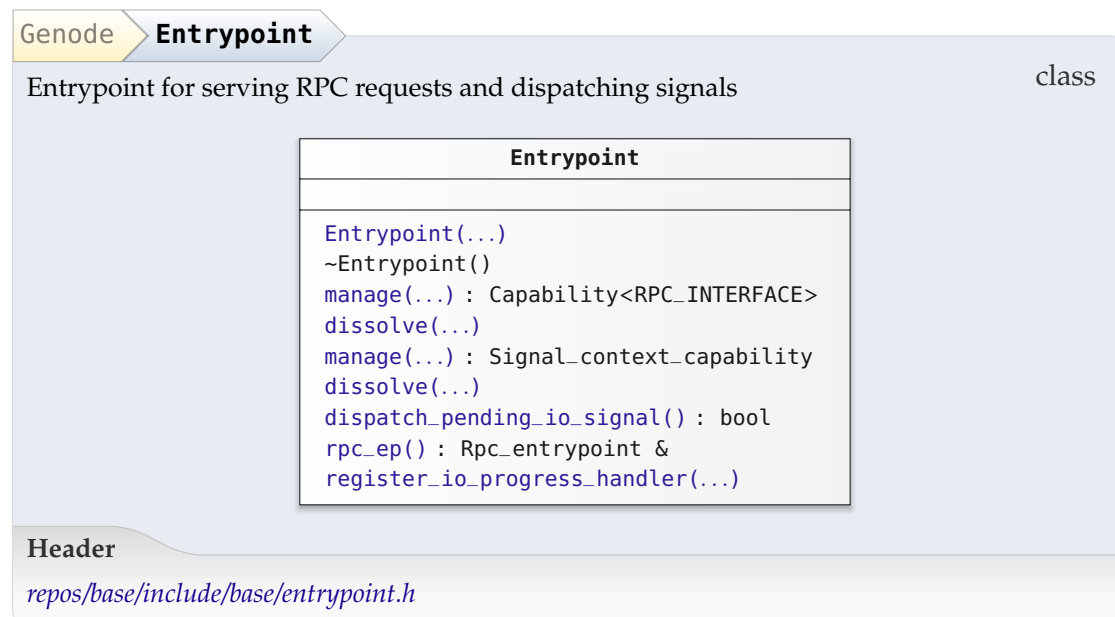 Genode Entrypoint
Entrypoint for serving RPC requests and dispatching signals
class
Entrypoint
Entrypoint(...)
~Entrypoint()
manage(...) : Capability<RPC_INTERFACE>
dissolve(...)
manage(...) : Signal_context_capability
dissolve(...)
dispatch_pending_io_signal() : bool
rpc_ep() : Rpc_entrypoint &
register_io_progress_handler(...)
Header
repos/base/include/base/entrypoint.h